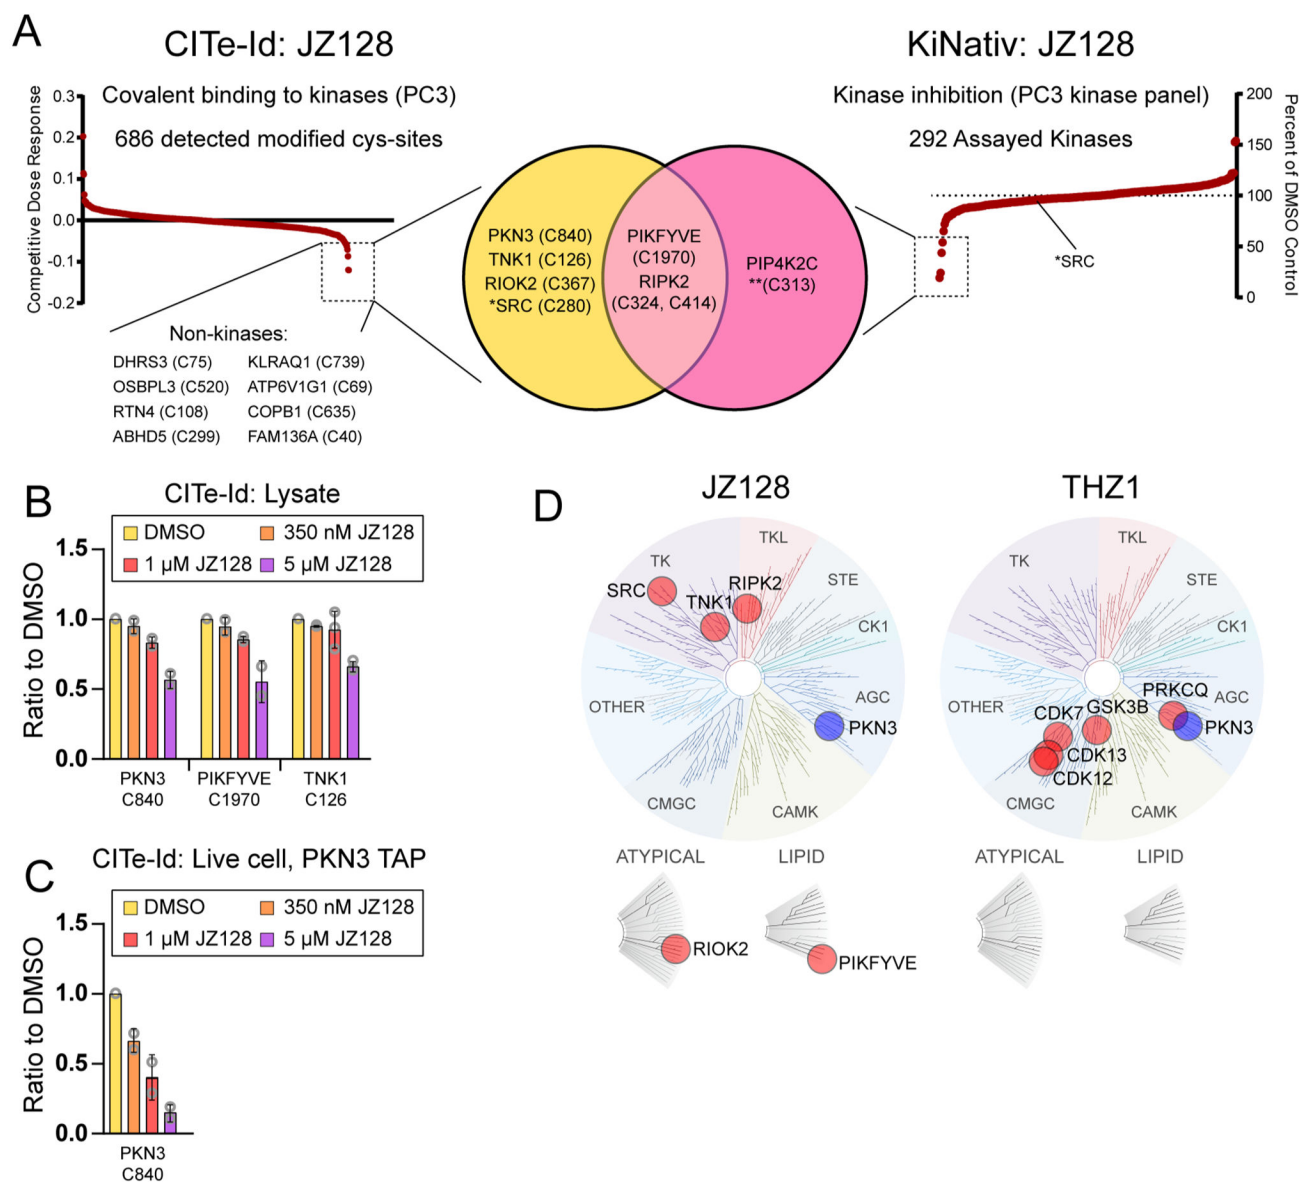 A
CITe-Id: JZ128
Covalent binding to kinases (PC3)
686 detected modified cys-sites
Competitive Dose Response
0.3
0.2
0.1
0.0
-0.1
-0.2
Non-kinases:
DHRS3 (C75) KLRAQ1 (C739)
OSBPL3 (C520) ATP6V1G1 (C69)
RTN4 (C108) COPB1 (C635)
ABHD5 (C299) FAM136A (C40)
PKN3 (C840)
TNK1 (C126)
RIOK2 (C367)
*SRC (C280)
PIKFYVE
(C1970)
RIPK2
(C324, C414)
PIP4K2C
**(C313)
KiNativ: JZ128
Kinase inhibition (PC3 kinase panel)
292 Assayed Kinases
200
150
100
50
0
Percent of DMSO Control
*SRC
B
CITe-Id: Lysate
DMSO 350 nM JZ128
1 µM JZ128 5 µM JZ128
Ratio to DMSO
1.5
1.0
0.5
0.0
PKN3 PIKFYVE TNK1
C840 C1970 C126
C
CITe-Id: Live cell, PKN3 TAP
DMSO 350 nM JZ128
1 µM JZ128 5 µM JZ128
Ratio to DMSO
1.5
1.0
0.5
0.0
PKN3
C840
D
JZ128
TK
TKL
STE
CK1
AGC
CAMK
CMGC
OTHER
SRC
TNK1
RIPK2
PKN3
ATYPICAL LIPID
RIOK2
PIKFYVE
THZ1
TK
TKL
STE
CK1
AGC
CAMK
CMGC
OTHER
PRKCQ
PKN3
GSK3B
CDK7
CDK13
CDK12
ATYPICAL LIPID